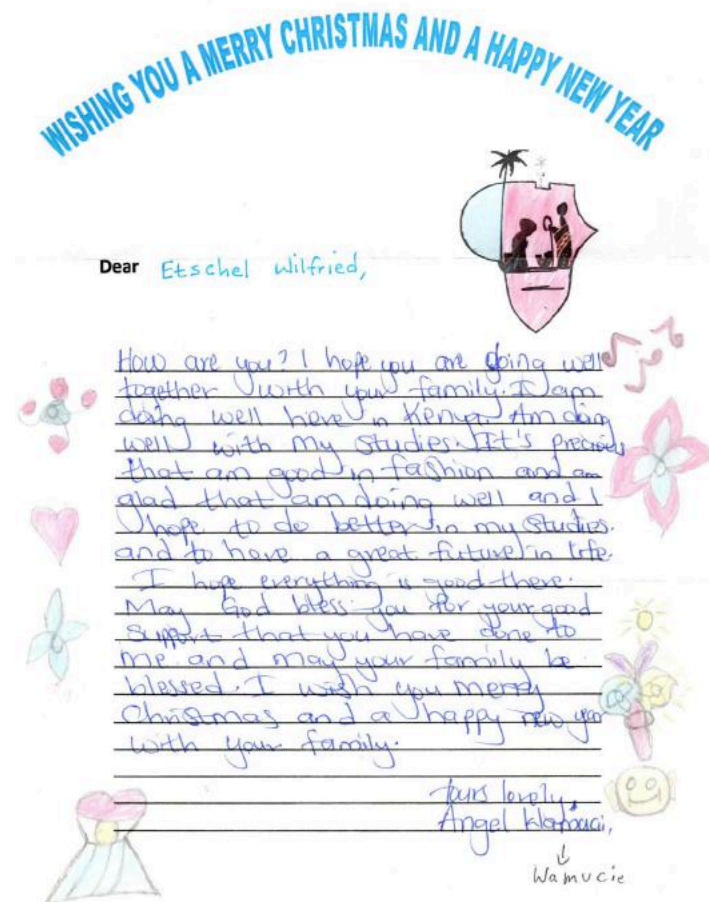 WISHING YOU A MERRY CHRISTMAS AND A HAPPY NEW YEAR
Dear Etschel Wilfried,
How are you? I hope you are doing well
together with your family. I am
doing well here in Kenya. Am doing
well with my studies. It's precious
that am good in fashion and am
glad that am doing well and I
hope to do better in my studies.
and to have a great future in life.
I hope everything is good there.
May God bless you for your good
support that you have done to
me and may your family be
blessed. I wish you merry
Christmas and a happy new year
with your family.
Yours lovely,
Angel
Wamucie